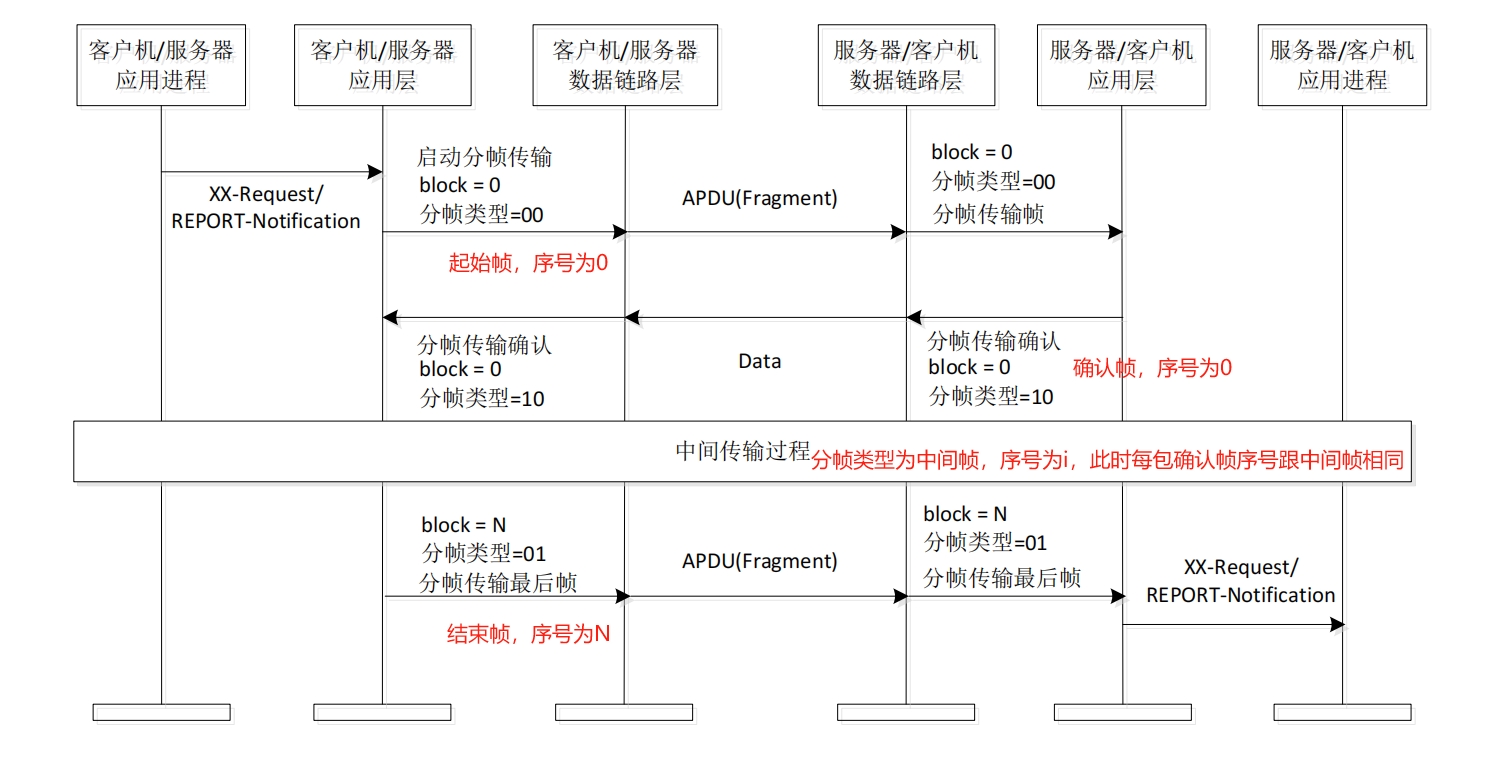 客户机/服务器
应用进程
客户机/服务器
应用层
客户机/服务器
数据链路层
服务器/客户机
数据链路层
服务器/客户机
应用层
服务器/客户机
应用进程
XX-Request/
REPORT-Notification
启动分帧传输
block = 0
分帧类型=00
起始帧，序号为0
APDU(Fragment)
block = 0
分帧类型=00
分帧传输帧
分帧传输确认
block = 0
分帧类型=10
Data
分帧传输确认
block = 0
分帧类型=10
确认帧，序号为0
中间传输过程
分帧类型为中间帧，序号为i，此时每包确认帧序号跟中间帧相同
block = N
分帧类型=01
分帧传输最后帧
结束帧，序号为N
APDU(Fragment)
block = N
分帧类型=01
分帧传输最后帧
XX-Request/
REPORT-Notification